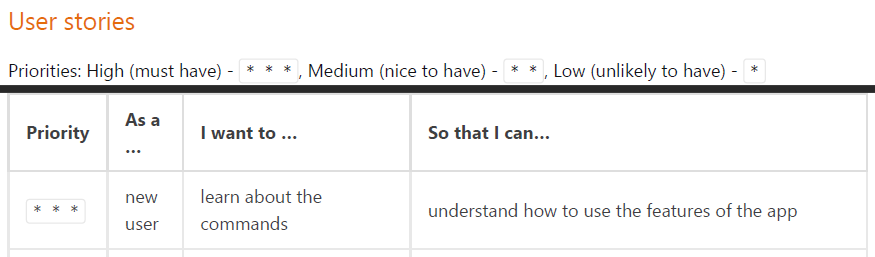 User stories
Priorities: High (must have) - * * *, Medium (nice to have) - * *, Low (unlikely to have) - *
Priority As a … I want to … So that I can…
* * * new user learn about the commands understand how to use the features of the app